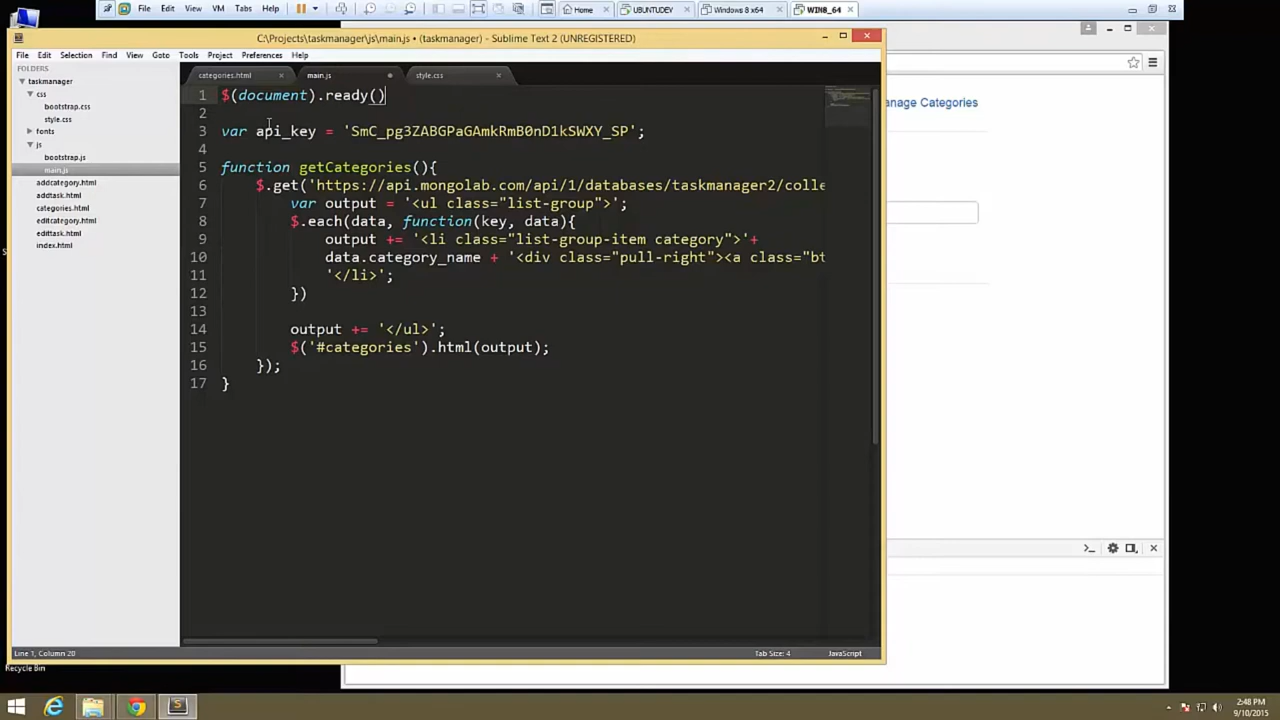 File Edit View VM Tabs Help Home UBUNTUDEV Windows 8 x64 WIN8_64
C:\Projects\taskmanager\js\main.js • (taskmanager) - Sublime Text 2 (UNREGISTERED)
File Edit Selection Find View Goto Tools Project Preferences Help
FOLDERS
taskmanager
css
bootstrap.css
style.css
fonts
js
bootstrap.js
main.js
addcategory.html
addtask.html
categories.html
editcategory.html
edittask.html
index.html
categories.html main.js style.css
1 $(document).ready()
2
3 var api_key = 'SmC_pg3ZABGPaGAmkRmB0nD1kSWXY_SP';
4
5 function getCategories(){
6 $.get('https://api.mongolab.com/api/1/databases/taskmanager2/colle
7 var output = '<ul class="list-group">';
8 $.each(data, function(key, data){
9 output += '<li class="list-group-item category">'+
10 data.category_name + '<div class="pull-right"><a class="bt
11 '</li>';
12 })
13
14 output += '</ul>';
15 $('#categories').html(output);
16 });
17 }
Line 1, Column 20
Tab Size: 4
JavaScript
anage Categories
Recycle Bin
2:48 PM
9/10/2015